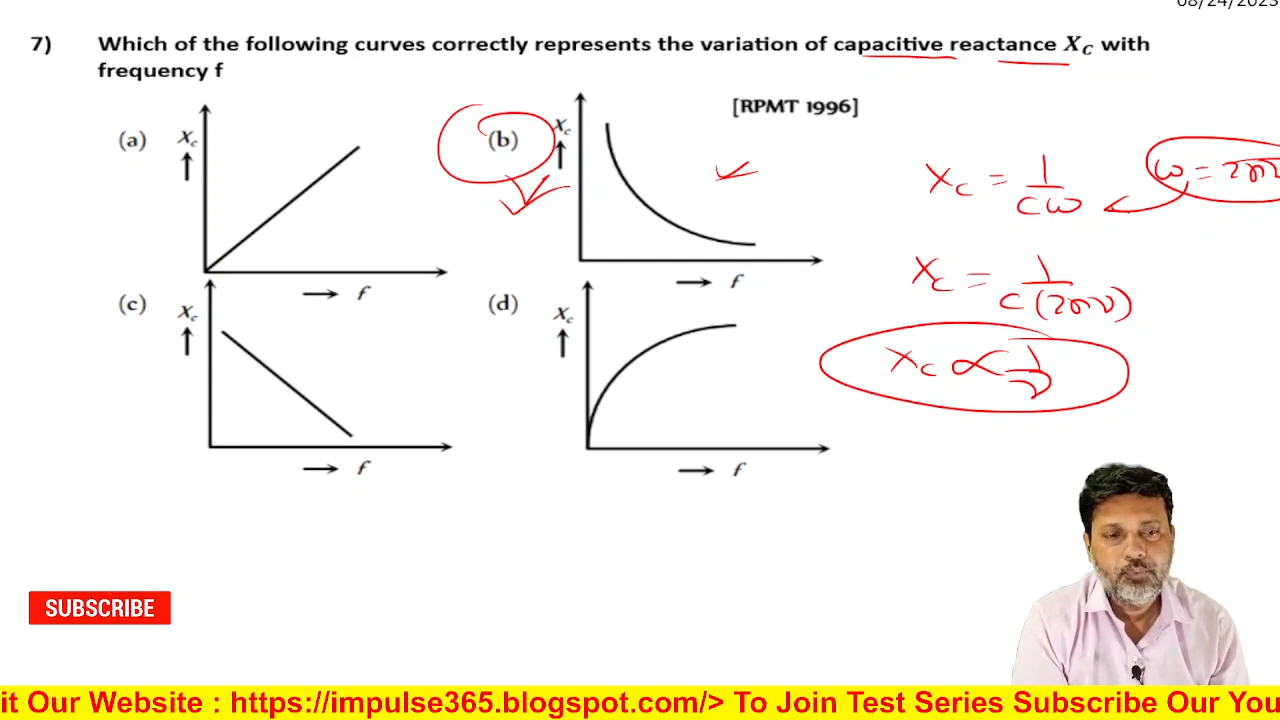 08/24/2023
7) Which of the following curves correctly represents the variation of capacitive reactance X_C with
frequency f
[RPMT 1996]
(a) X_c f
(b) X_c f
(c) X_c f
(d) X_c f
X_C = 1/Cω
ω = 2πν
X_C = 1/C(2πν)
X_C ∝ 1/ν
SUBSCRIBE
it Our Website : https://impulse365.blogspot.com/> To Join Test Series Subscribe Our You